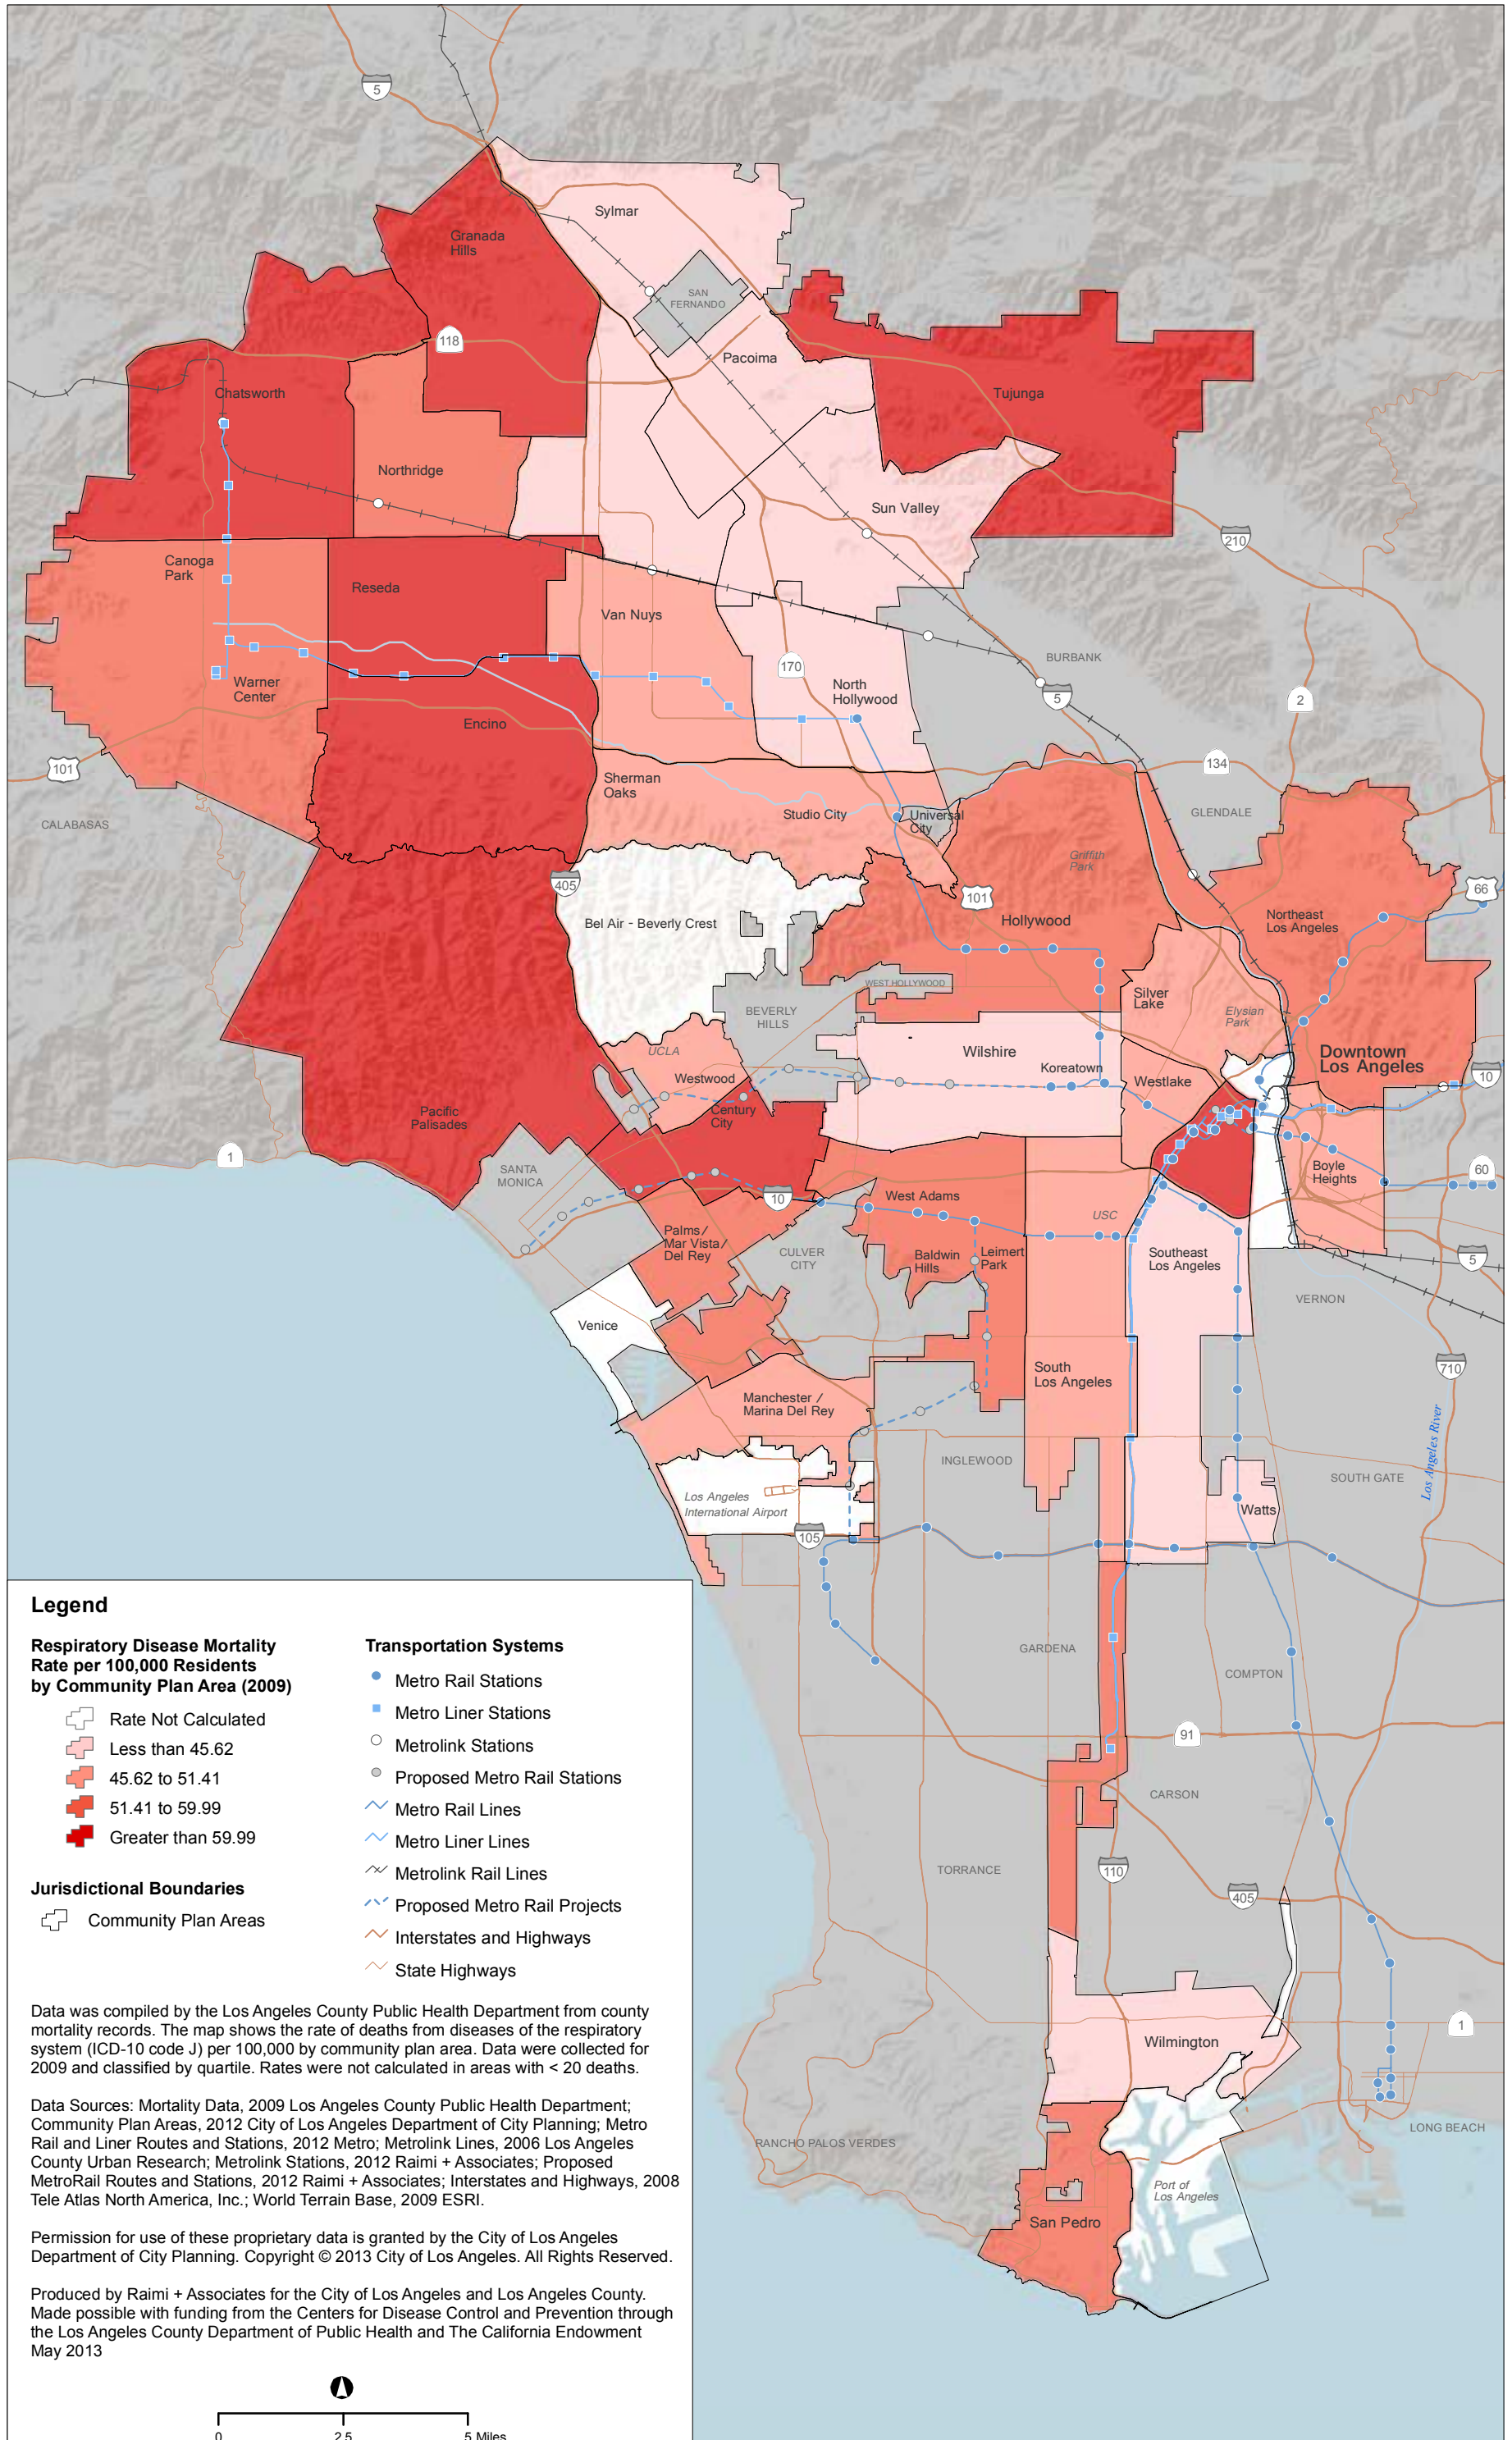 5
Sylmar
Granada
Hills
SAN
FERNANDO
118
Pacoima
Chatsworth
Tujunga
Northridge
Sun Valley
210
Canoga
Park
Reseda
Van Nuys
BURBANK
170
North
Hollywood
Warner
Center
5
2
Encino
101
134
Sherman
Oaks
Studio City
Universal
City
GLENDALE
CALABASAS
Griffith
Park
405
101
66
Bel Air - Beverly Crest
Hollywood
Northeast
Los Angeles
WEST HOLLYWOOD
Silver
Lake
BEVERLY
HILLS
Elysian
Park
UCLA
Wilshire
Koreatown
Downtown
Los Angeles
10
Westwood
Westlake
Century
City
Pacific
Palisades
1
SANTA
MONICA
Boyle
Heights
60
10
West Adams
USC
Palms/
Mar Vista/
Del Rey
CULVER
CITY
Baldwin
Hills
Leimert
Park
Southeast
Los Angeles
5
VERNON
Venice
710
South
Los Angeles
Manchester /
Marina Del Rey
Los Angeles River
INGLEWOOD
SOUTH GATE
Los Angeles
International Airport
Watts
105
GARDENA
COMPTON
91
CARSON
TORRANCE
110
405
1
Wilmington
LONG BEACH
RANCHO PALOS VERDES
Port of
Los Angeles
San Pedro
Legend
Respiratory Disease Mortality
Rate per 100,000 Residents
by Community Plan Area (2009)
Rate Not Calculated
Less than 45.62
45.62 to 51.41
51.41 to 59.99
Greater than 59.99
Jurisdictional Boundaries
Community Plan Areas
Transportation Systems
Metro Rail Stations
Metro Liner Stations
Metrolink Stations
Proposed Metro Rail Stations
Metro Rail Lines
Metro Liner Lines
Metrolink Rail Lines
Proposed Metro Rail Projects
Interstates and Highways
State Highways
Data was compiled by the Los Angeles County Public Health Department from county
mortality records. The map shows the rate of deaths from diseases of the respiratory
system (ICD-10 code J) per 100,000 by community plan area. Data were collected for
2009 and classified by quartile. Rates were not calculated in areas with < 20 deaths.
Data Sources: Mortality Data, 2009 Los Angeles County Public Health Department;
Community Plan Areas, 2012 City of Los Angeles Department of City Planning; Metro
Rail and Liner Routes and Stations, 2012 Metro; Metrolink Lines, 2006 Los Angeles
County Urban Research; Metrolink Stations, 2012 Raimi + Associates; Proposed
MetroRail Routes and Stations, 2012 Raimi + Associates; Interstates and Highways, 2008
Tele Atlas North America, Inc.; World Terrain Base, 2009 ESRI.
Permission for use of these proprietary data is granted by the City of Los Angeles
Department of City Planning. Copyright © 2013 City of Los Angeles. All Rights Reserved.
Produced by Raimi + Associates for the City of Los Angeles and Los Angeles County.
Made possible with funding from the Centers for Disease Control and Prevention through
the Los Angeles County Department of Public Health and The California Endowment
May 2013
0 2.5 5 Miles